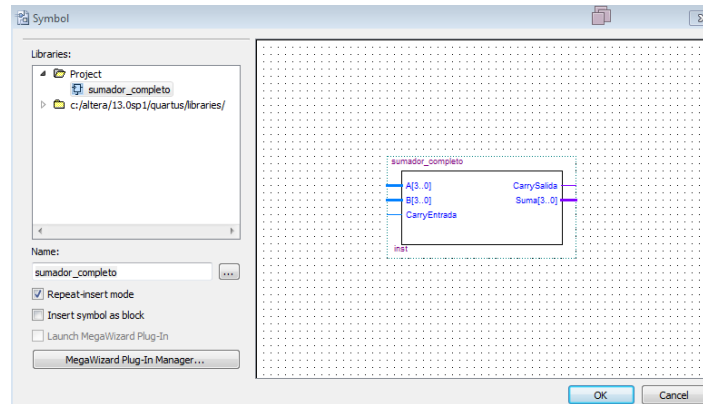 Symbol
Libraries:
Project
sumador_completo
c:/altera/13.0sp1/quartus/libraries/
Name:
sumador_completo
...
Repeat-insert mode
Insert symbol as block
Launch MegaWizard Plug-In
MegaWizard Plug-In Manager...
sumador_completo
A[3..0] CarrySalida
B[3..0] Suma[3..0]
CarryEntrada
inst
OK Cancel